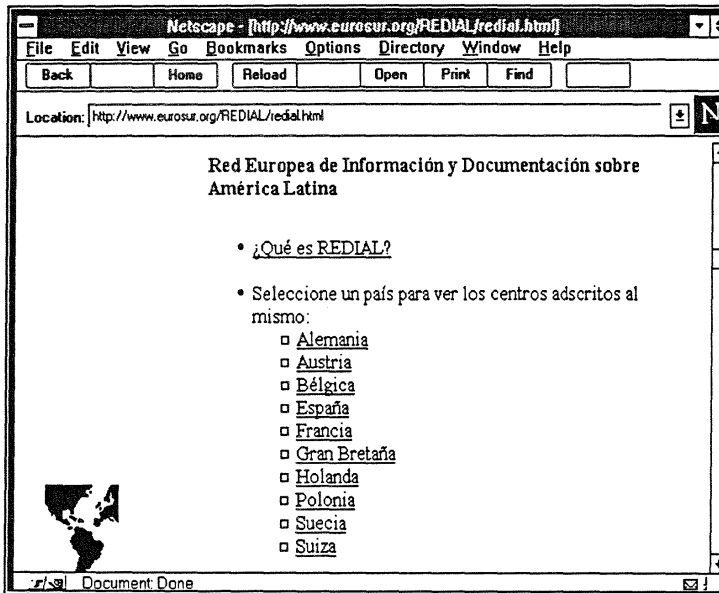 Netscape - [http://www.eurosur.org/REDIAL/redial.html]
File Edit View Go Bookmarks Options Directory Window Help
Back Home Reload Open Print Find
Location: http://www.eurosur.org/REDIAL/redial.html
N
Red Europea de Información y Documentación sobre
América Latina
• ¿Qué es REDIAL?
• Seleccione un país para ver los centros adscritos al
mismo:
Alemania
Austria
Bélgica
España
Francia
Gran Bretaña
Holanda
Polonia
Suecia
Suiza
Document: Done